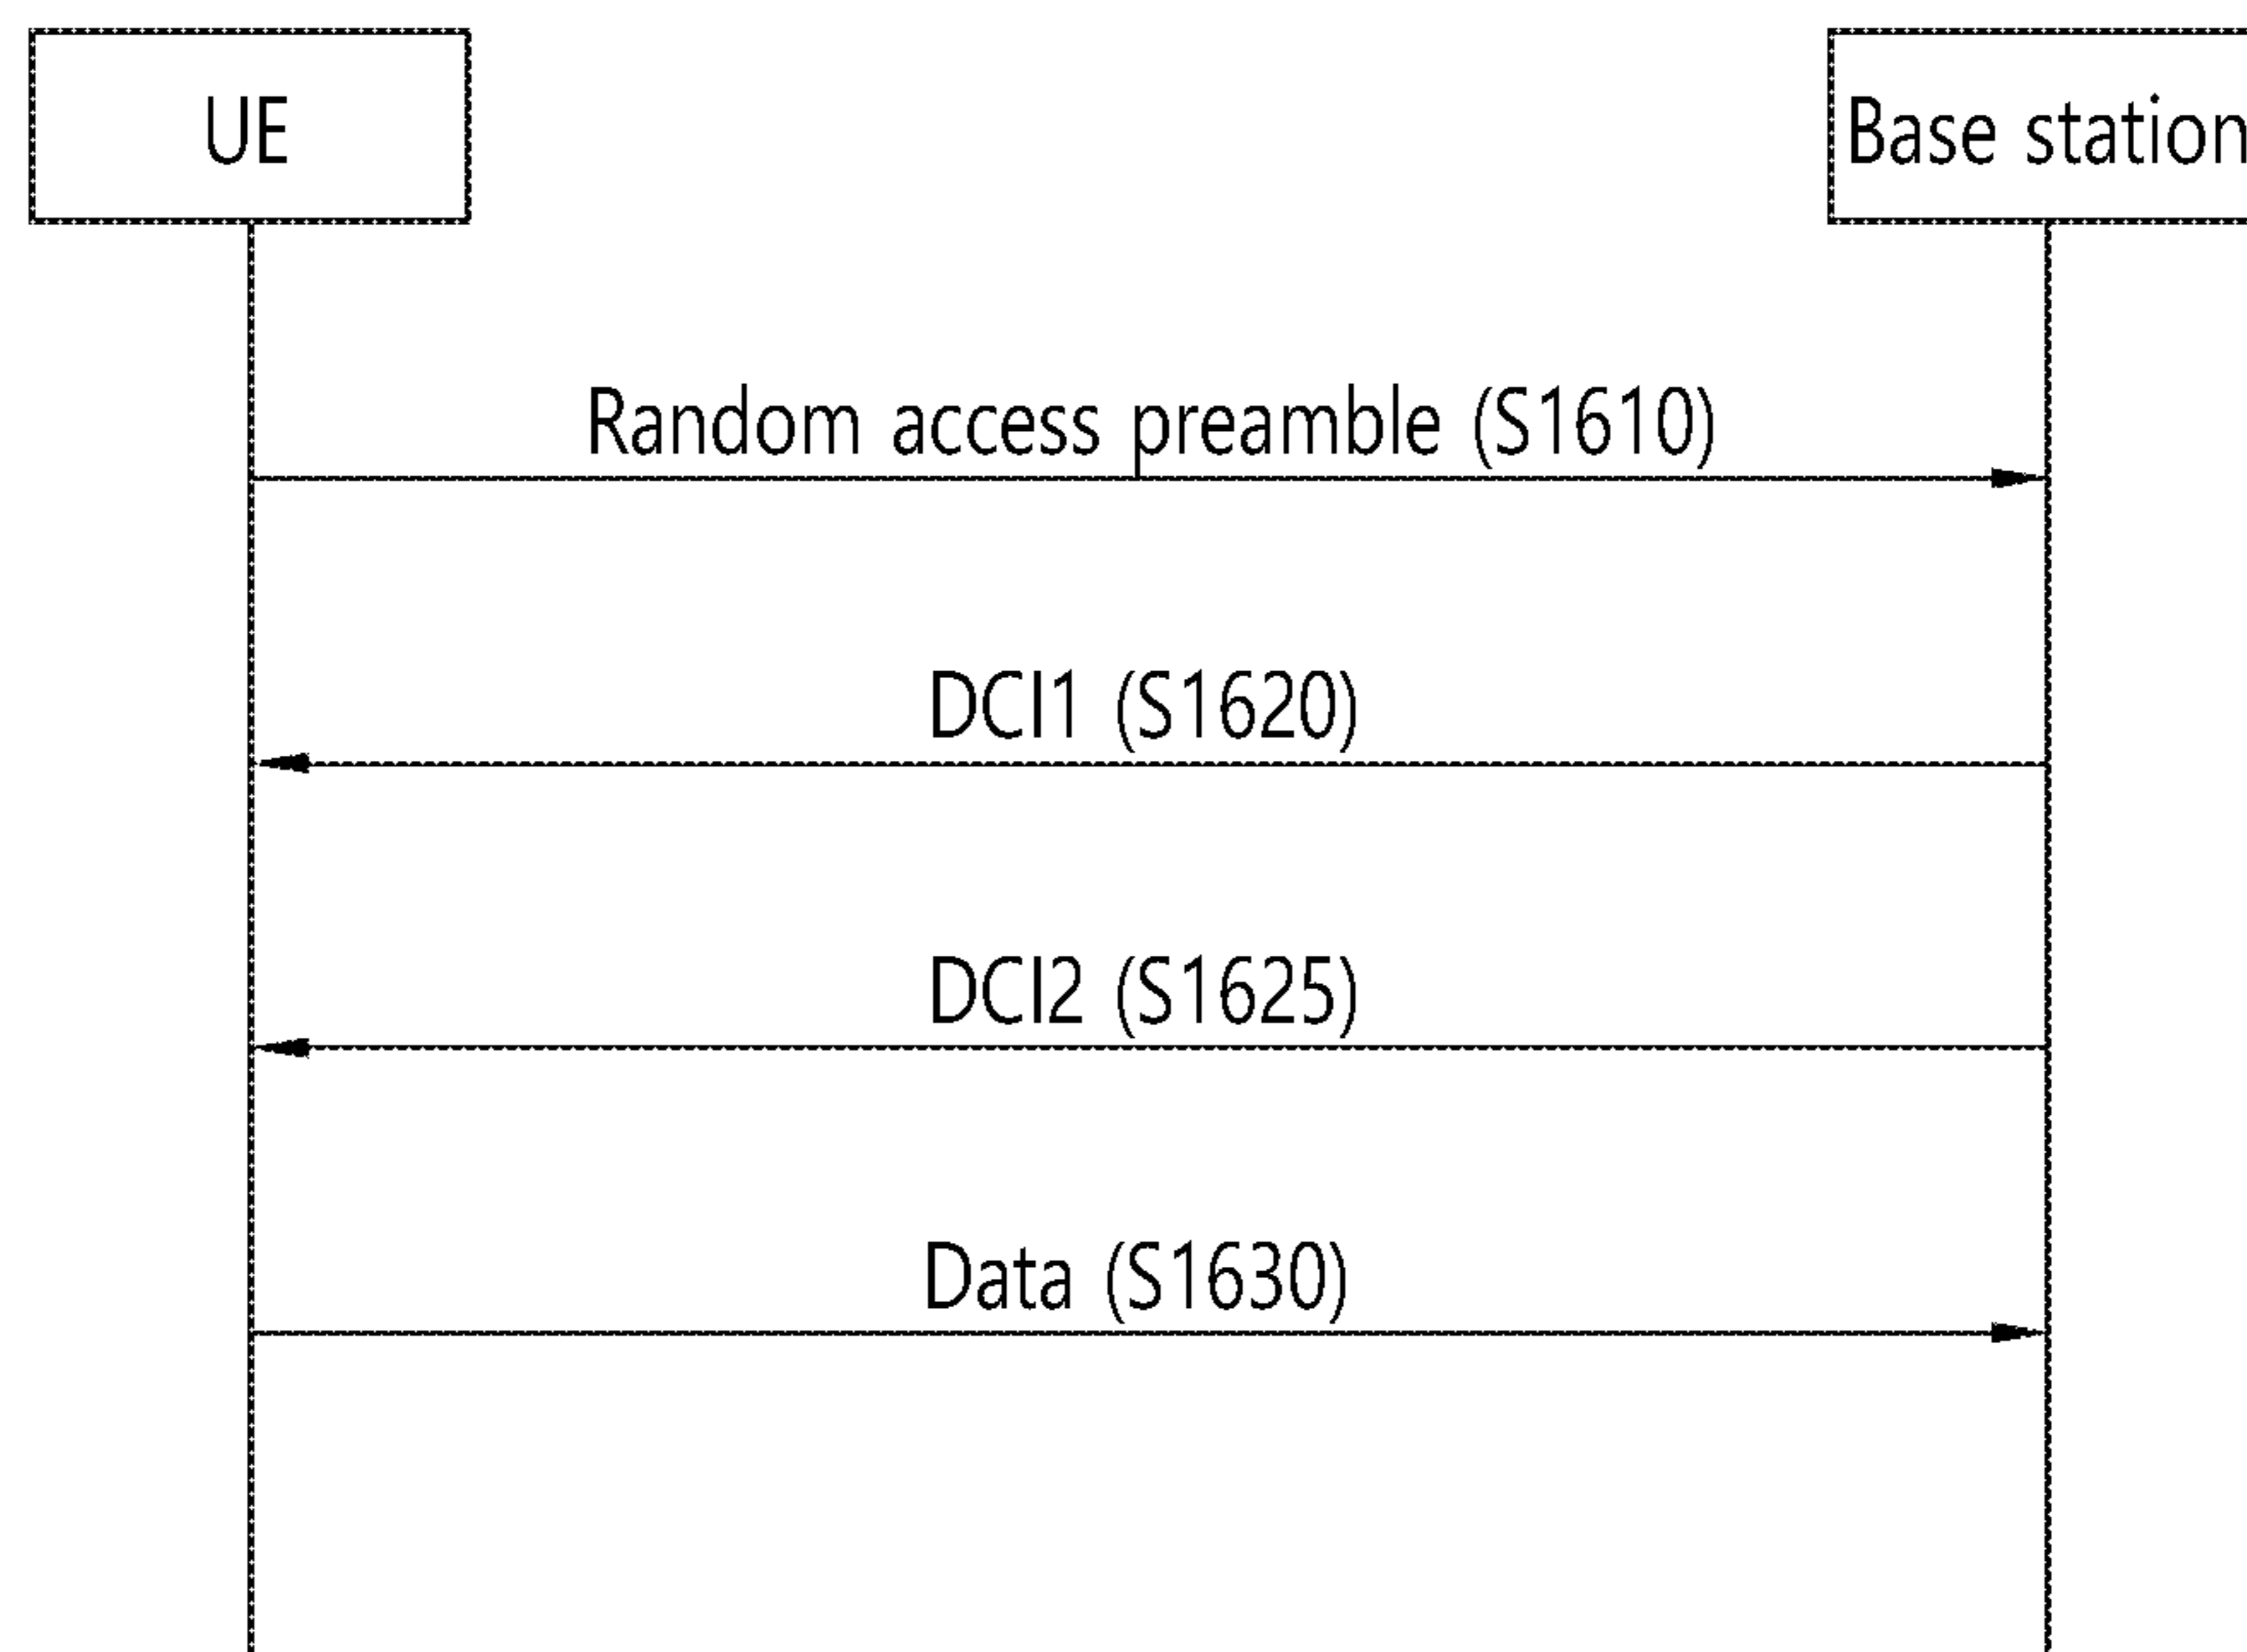 UE
Base station
Random access preamble (S1610)
DCI1 (S1620)
DCI2 (S1625)
Data (S1630)